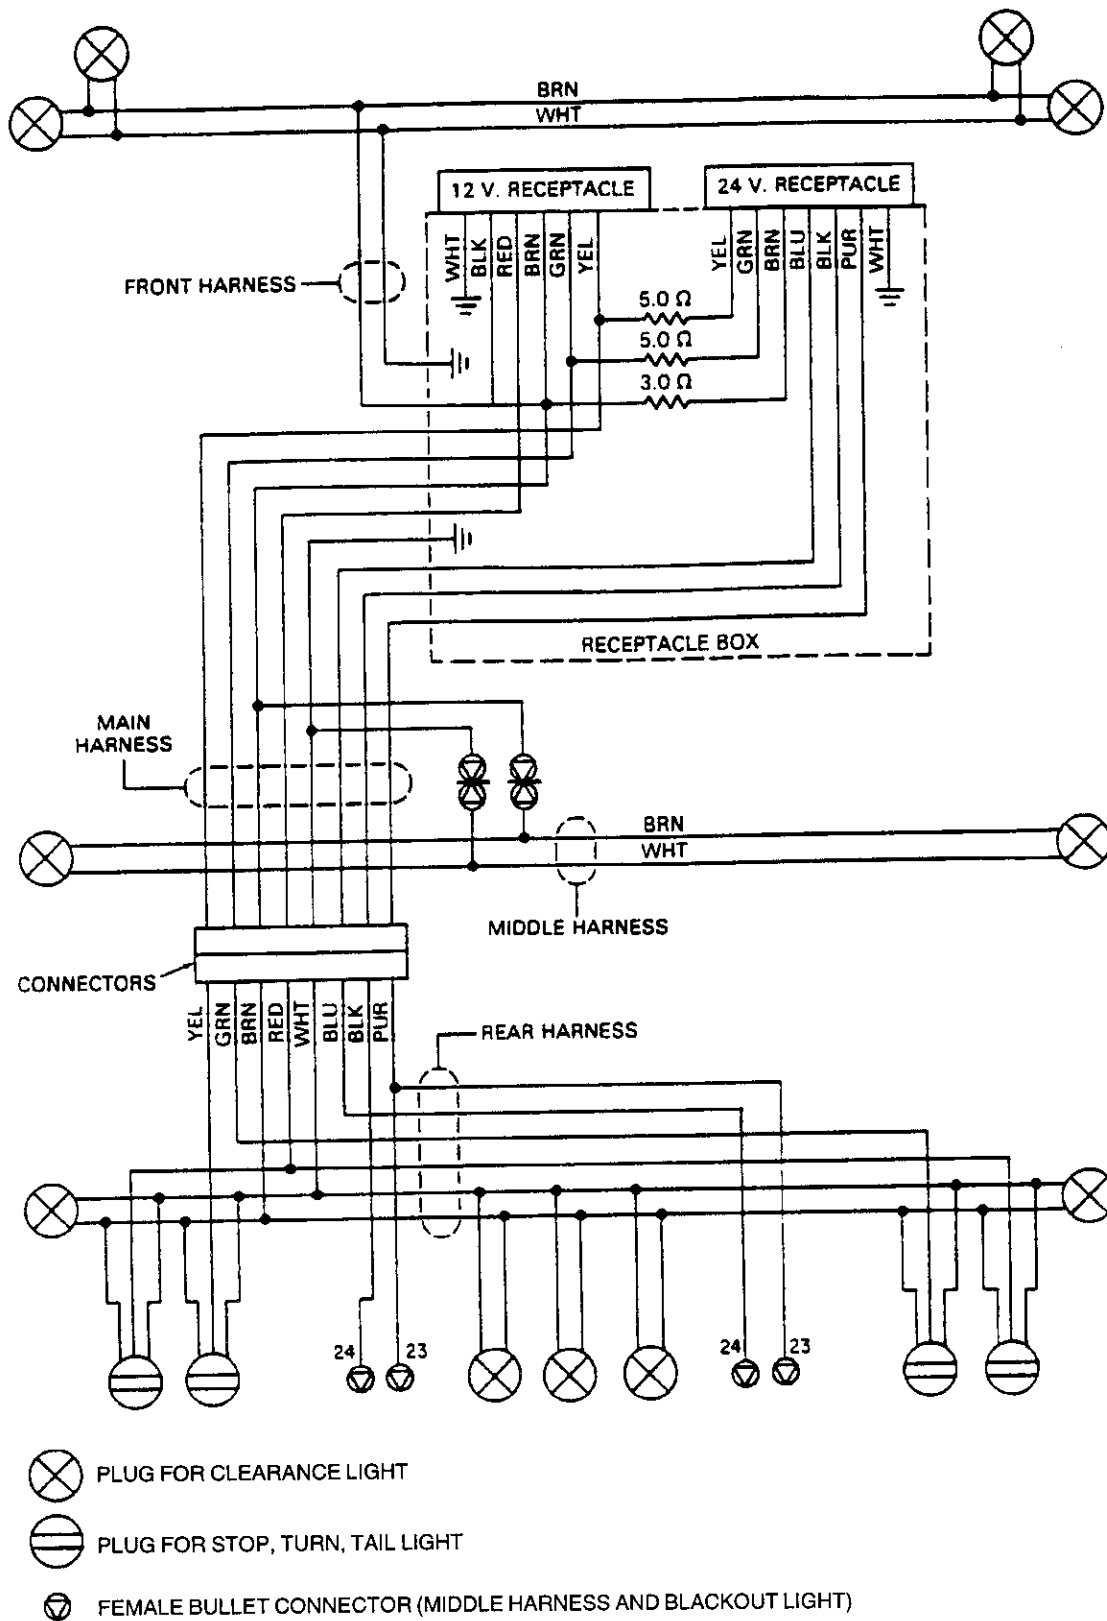 BRN
WHT
12 V. RECEPTACLE
24 V. RECEPTACLE
WHT
BLK
RED
BRN
GRN
YEL
YEL
GRN
BRN
BLU
BLK
PUR
WHT
FRONT HARNESS
5.0 Ω
5.0 Ω
3.0 Ω
RECEPTACLE BOX
MAIN
HARNESS
BRN
WHT
MIDDLE HARNESS
CONNECTORS
YEL
GRN
BRN
RED
WHT
BLU
BLK
PUR
REAR HARNESS
24
23
24
23
PLUG FOR CLEARANCE LIGHT
PLUG FOR STOP, TURN, TAIL LIGHT
FEMALE BULLET CONNECTOR (MIDDLE HARNESS AND BLACKOUT LIGHT)